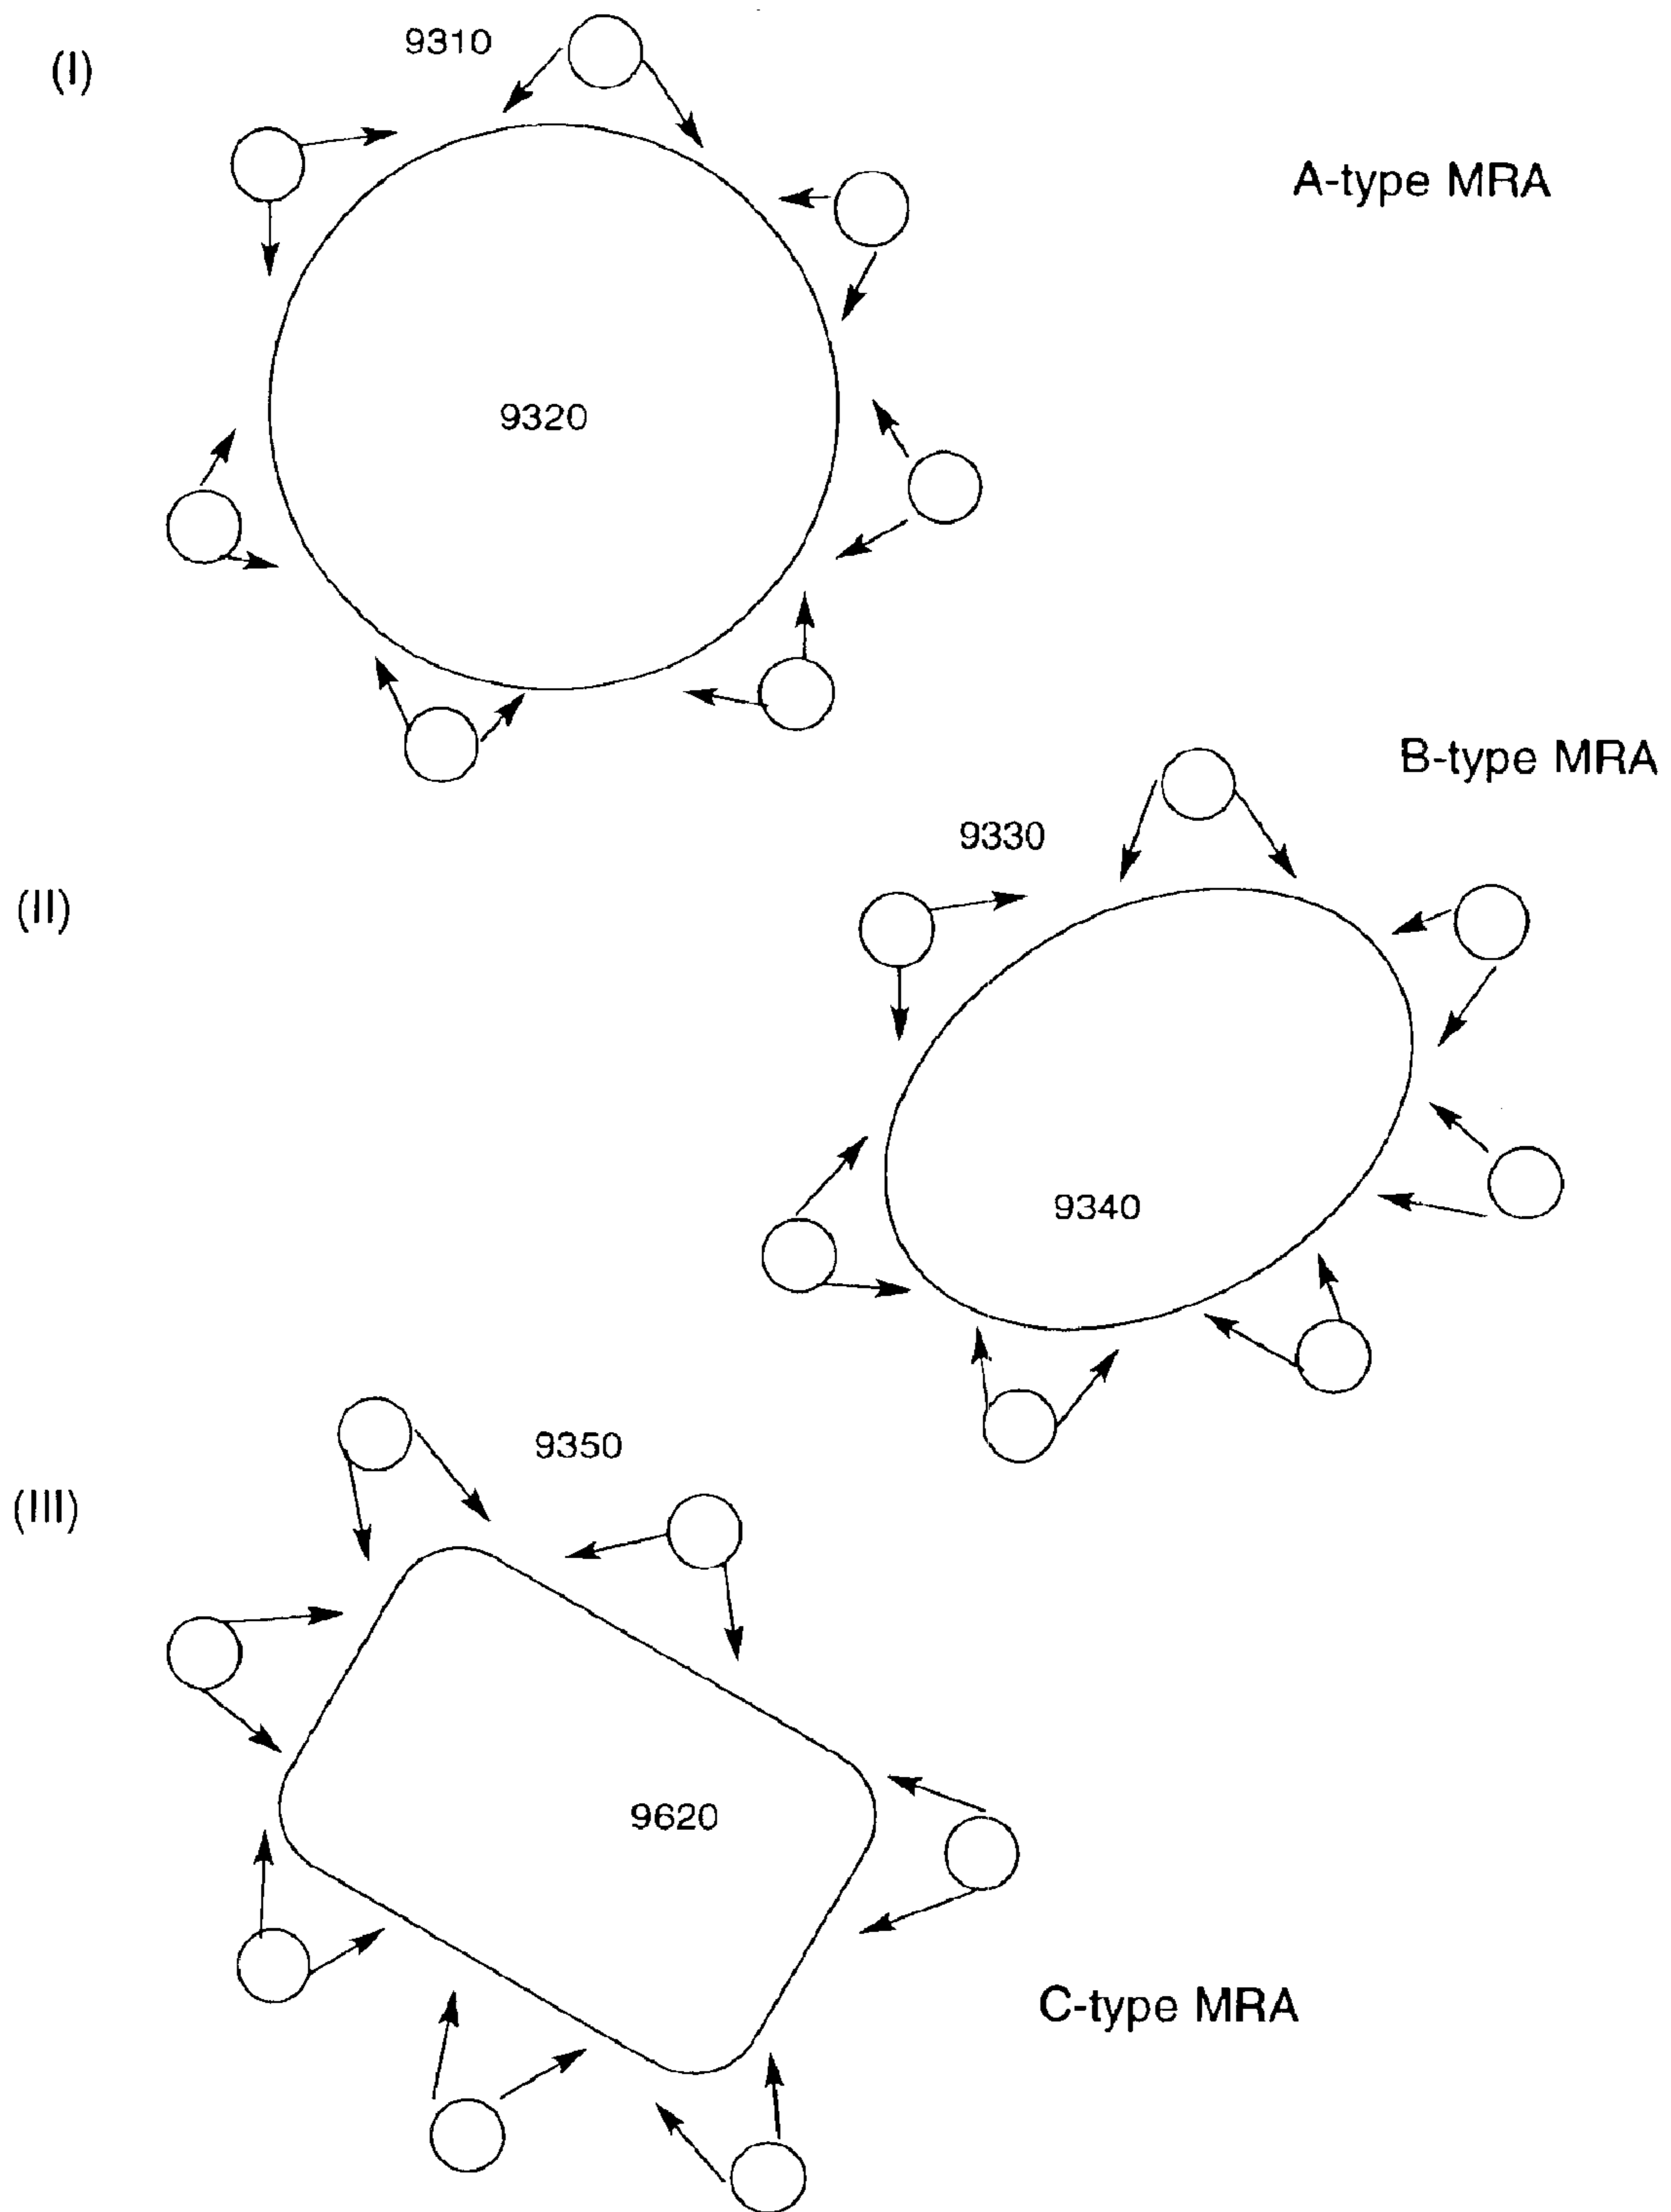 (I)
9310
A-type MRA
9320
B-type MRA
9330
(II)
9340
9350
(III)
9620
C-type MRA